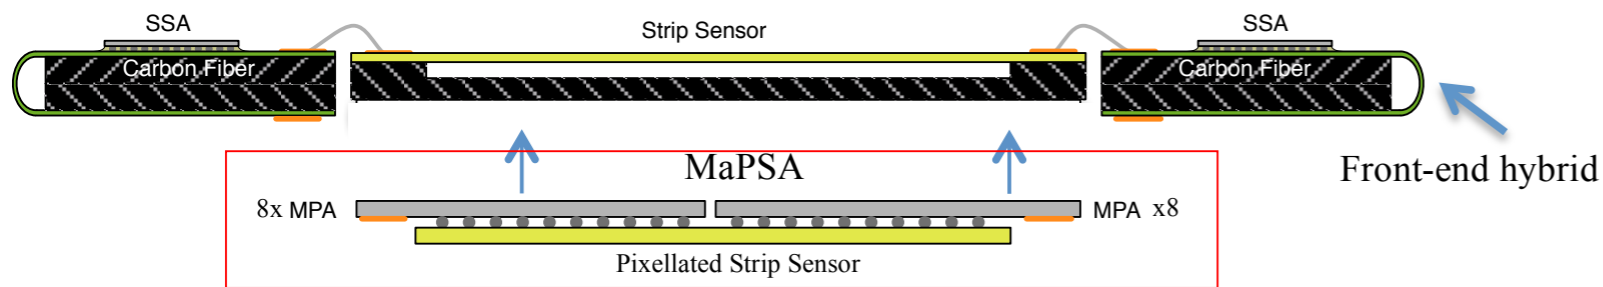 SSA
Strip Sensor
SSA
Carbon Fiber
Carbon Fiber
MaPSA
Front-end hybrid
8x MPA
MPA x8
Pixellated Strip Sensor